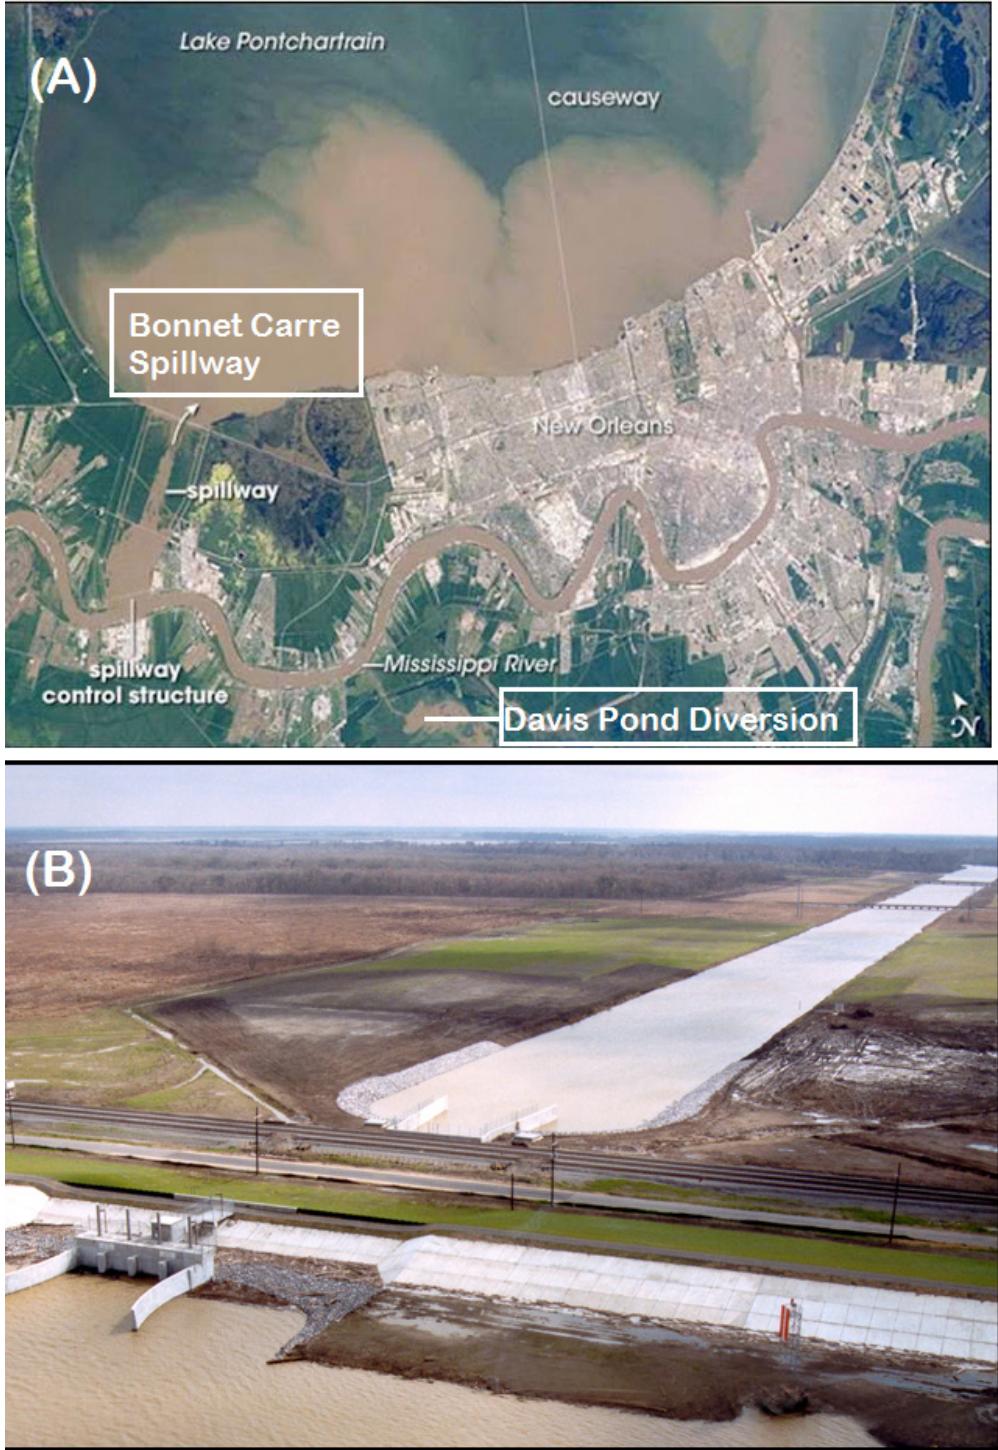 Lake Pontchartrain
(A)
causeway
Bonnet Carre
Spillway
New Orleans
spillway
spillway
control structure
Mississippi River
Davis Pond Diversion
N
(B)